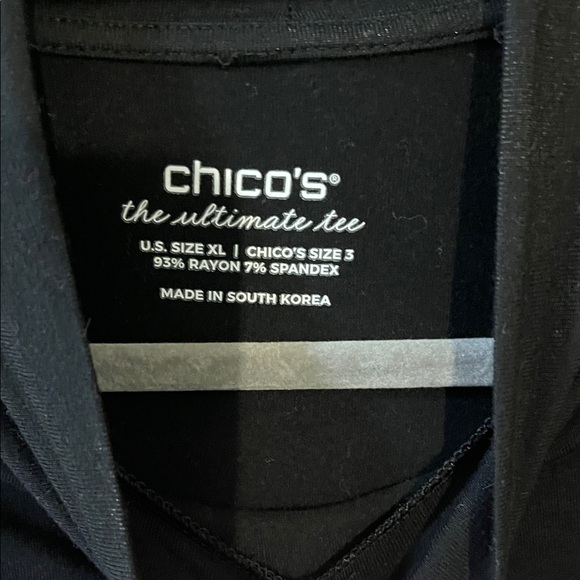 chico's®
the ultimate tee
U.S. SIZE XL | CHICO'S SIZE 3
93% RAYON 7% SPANDEX
MADE IN SOUTH KOREA